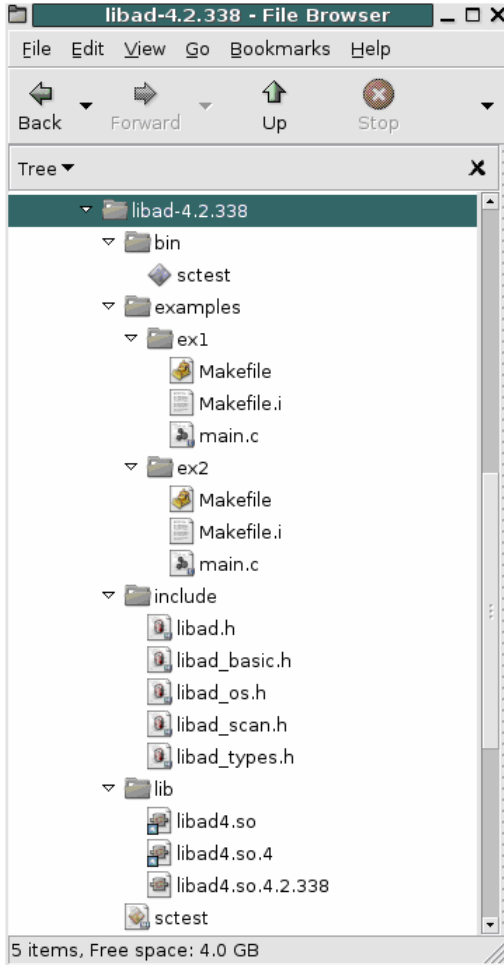 libad-4.2.338 - File Browser
File Edit View Go Bookmarks Help
Back Forward Up Stop
Tree
libad-4.2.338
bin
sctest
examples
ex1
Makefile
Makefile.i
main.c
ex2
Makefile
Makefile.i
main.c
include
libad.h
libad_basic.h
libad_os.h
libad_scan.h
libad_types.h
lib
libad4.so
libad4.so.4
libad4.so.4.2.338
sctest
5 items, Free space: 4.0 GB